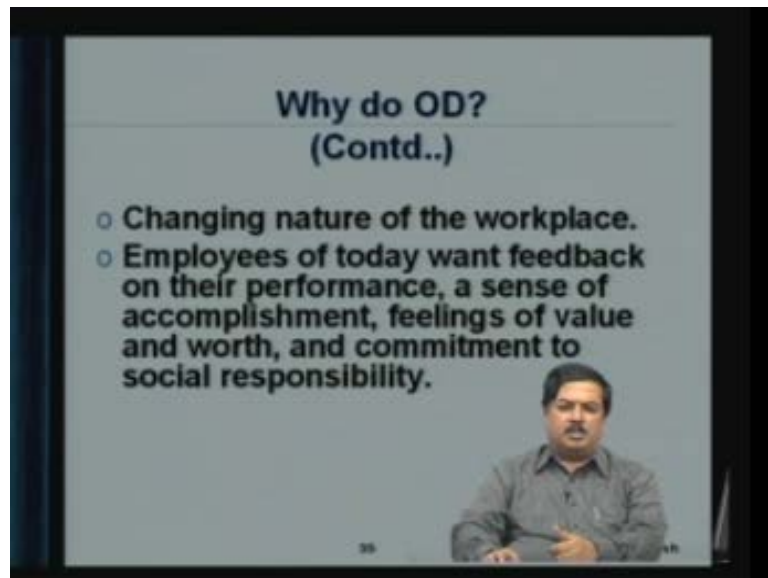 Why do OD?
(Contd..)
o Changing nature of the workplace.
o Employees of today want feedback
on their performance, a sense of
accomplishment, feelings of value
and worth, and commitment to
social responsibility.
35